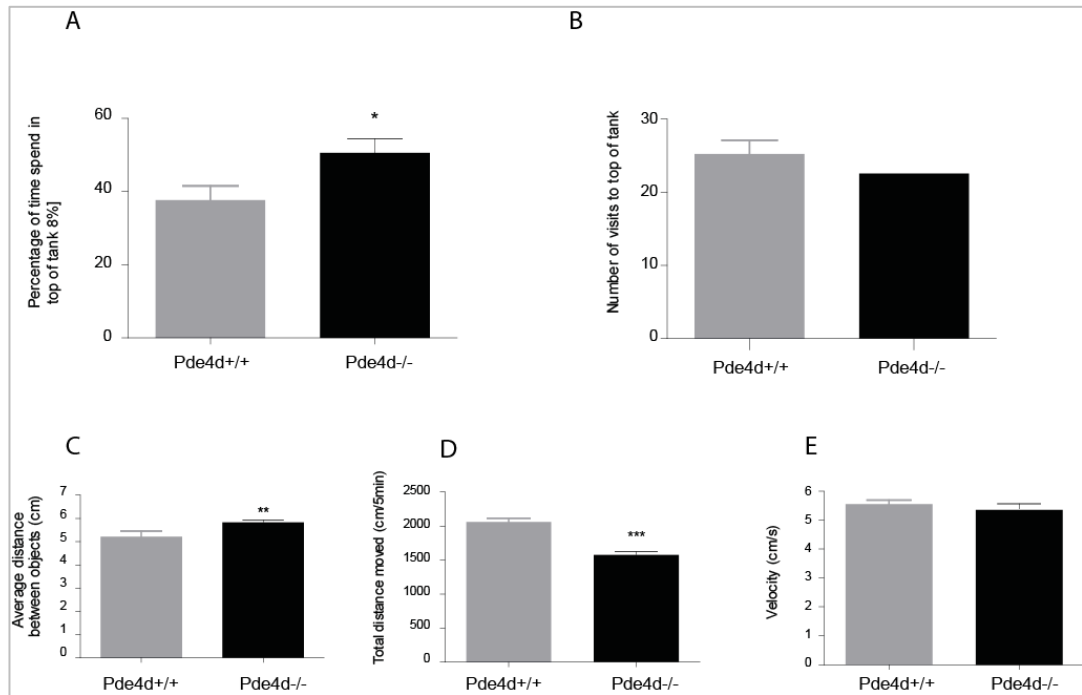 A
B
Percentage of time spend in
top of tank 8%]
60
40
20
0
*
Pde4d+/+
Pde4d-/-
Number of visits to top of tank
30
20
10
0
Pde4d+/+
Pde4d-/-
C
D
E
Average distance
between objects (cm)
7
6
5
4
3
2
1
0
**
Pde4d+/+
Pde4d-/-
Total distance moved (cm/5min)
2500
2000
1500
1000
500
0
***
Pde4d+/+
Pde4d-/-
Velocity (cm/s)
6
5
4
3
2
1
0
Pde4d+/+
Pde4d-/-